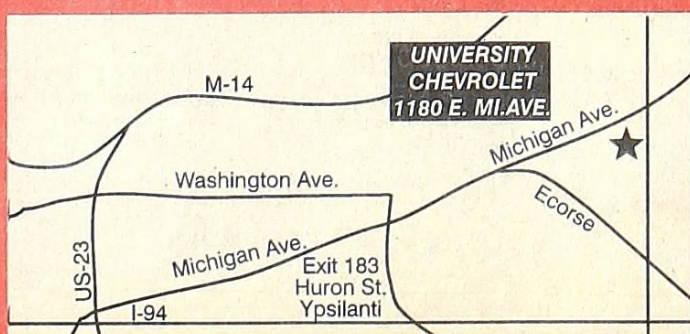 UNIVERSITY
CHEVROLET
1180 E. MI.AVE.
M-14
Michigan Ave.
Washington Ave.
Ecorse
US-23
Michigan Ave.
Exit 183
Huron St.
Ypsilanti
I-94